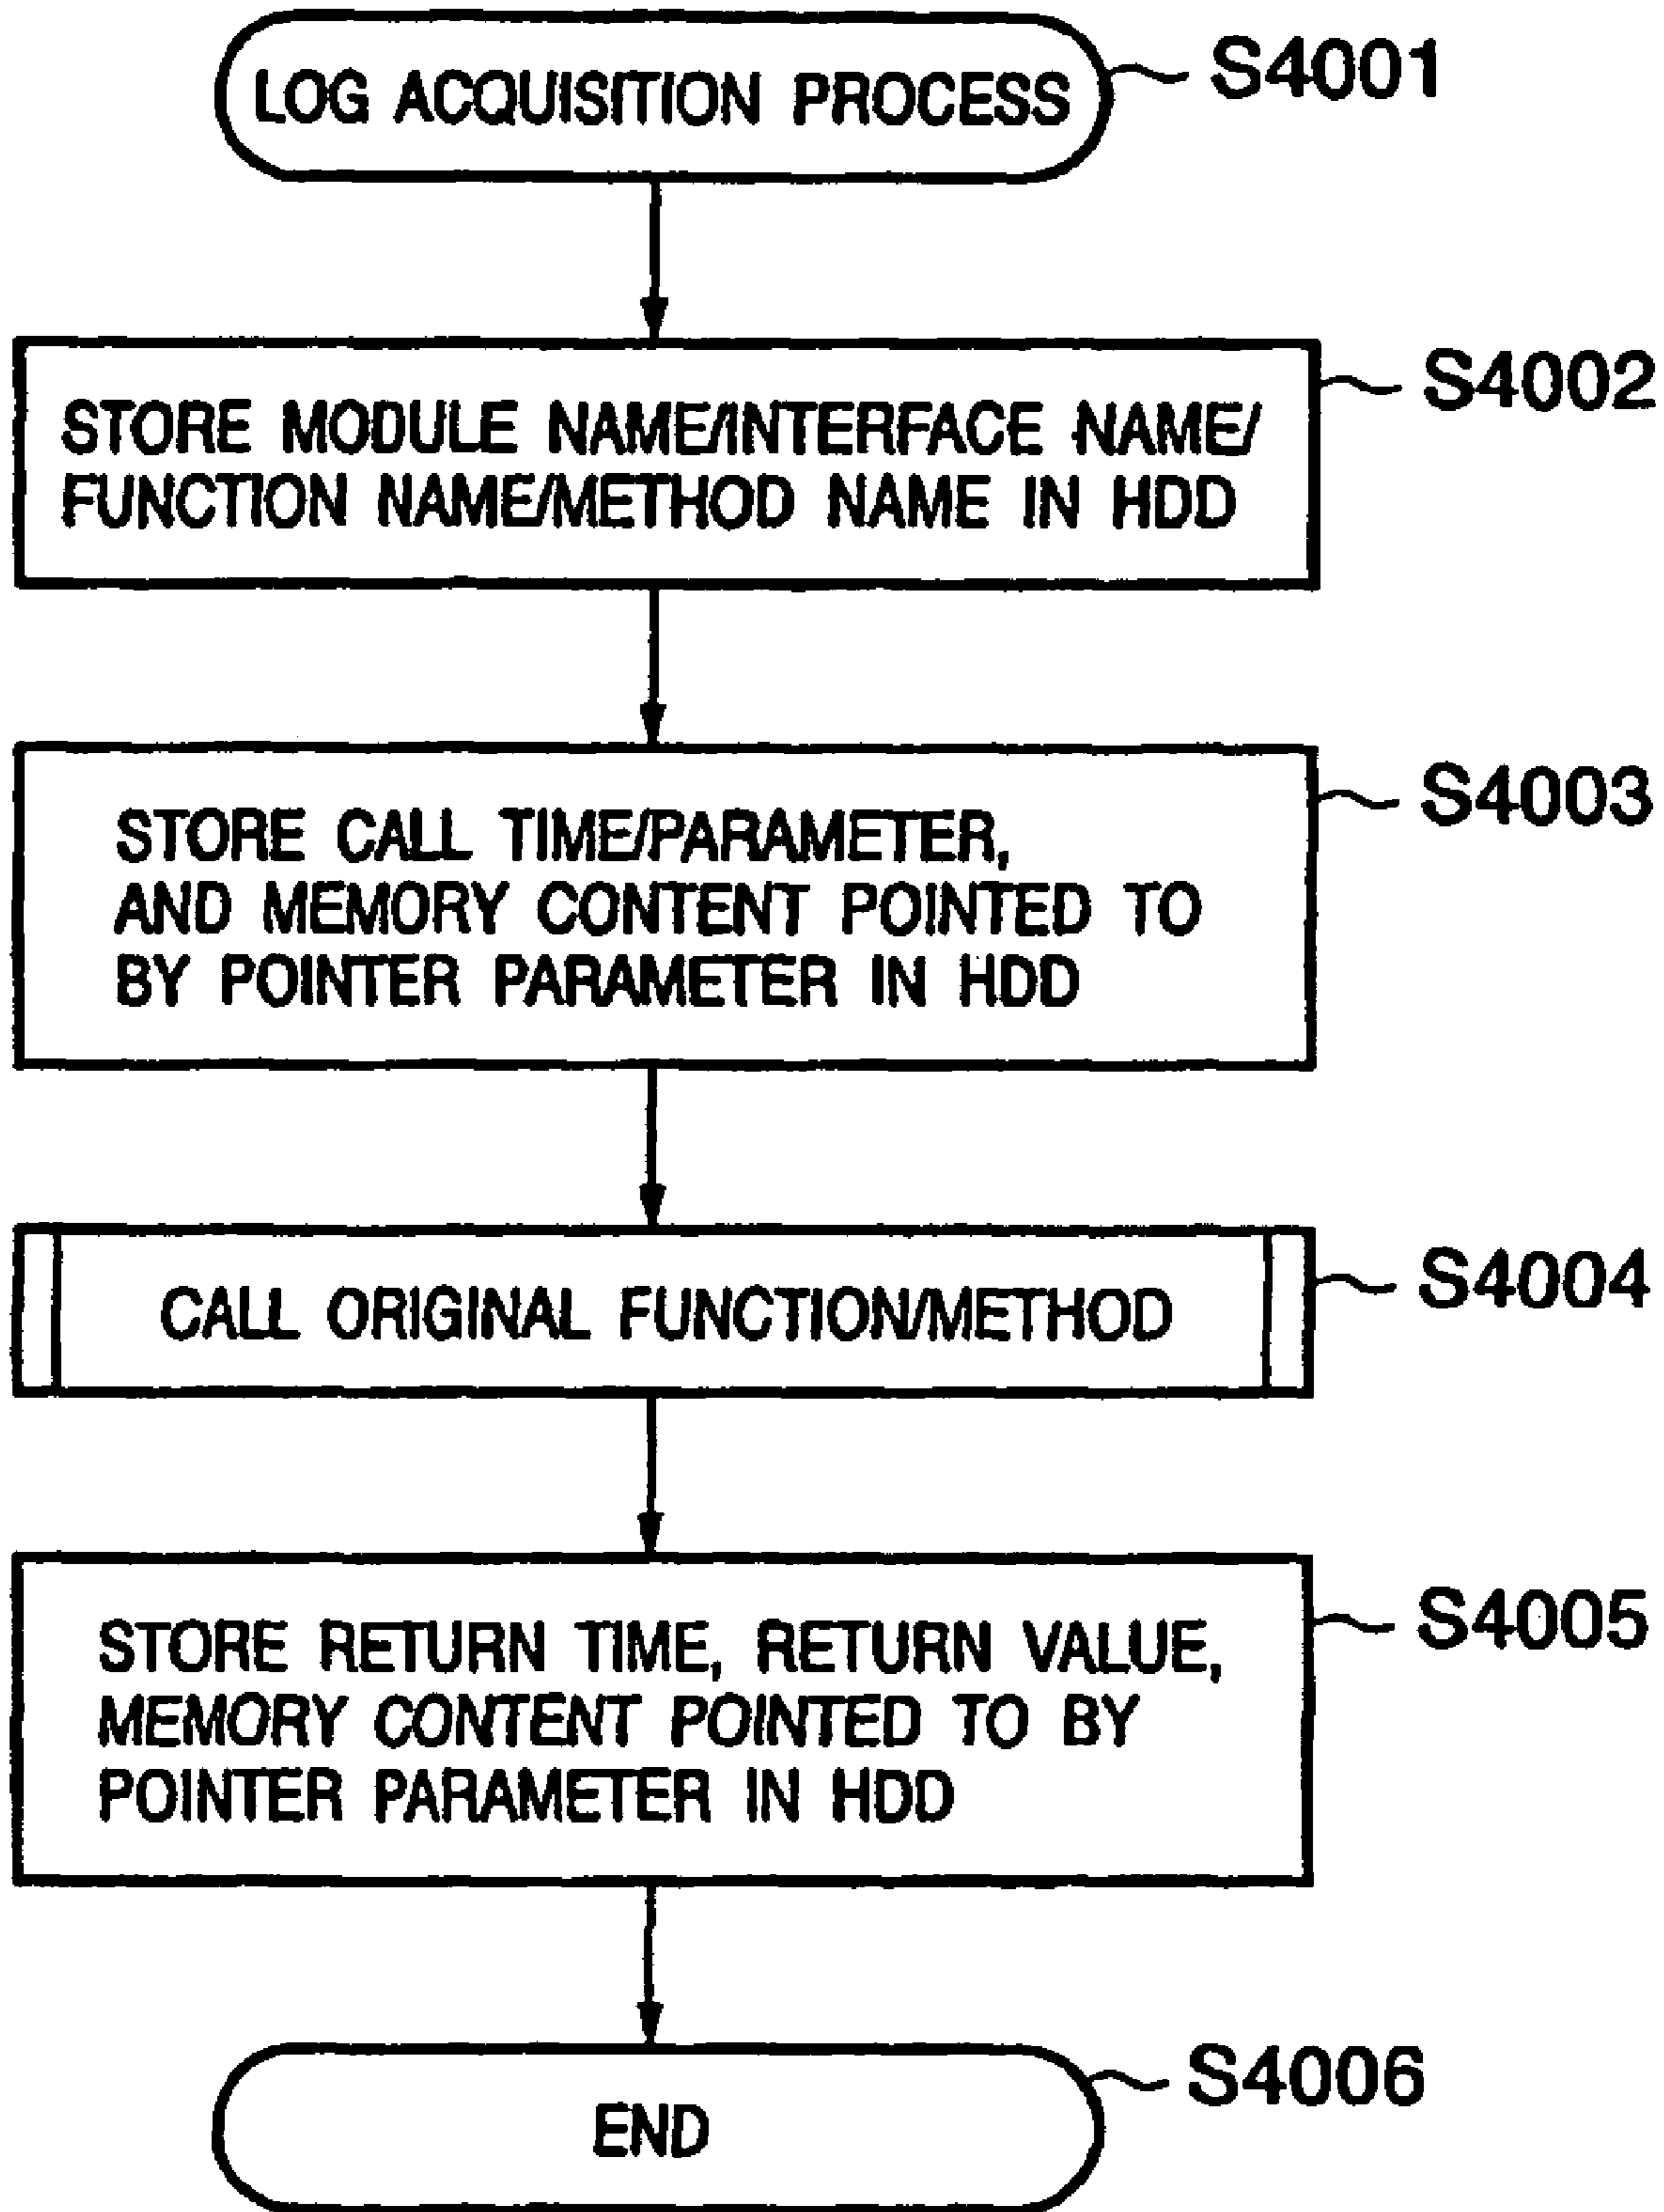 LOG ACQUISITION PROCESS
S4001
STORE MODULE NAME/INTERFACE NAME/
FUNCTION NAME/METHOD NAME IN HDD
S4002
STORE CALL TIME/PARAMETER,
AND MEMORY CONTENT POINTED TO
BY POINTER PARAMETER IN HDD
S4003
CALL ORIGINAL FUNCTION/METHOD
S4004
STORE RETURN TIME, RETURN VALUE,
MEMORY CONTENT POINTED TO BY
POINTER PARAMETER IN HDD
S4005
END
S4006